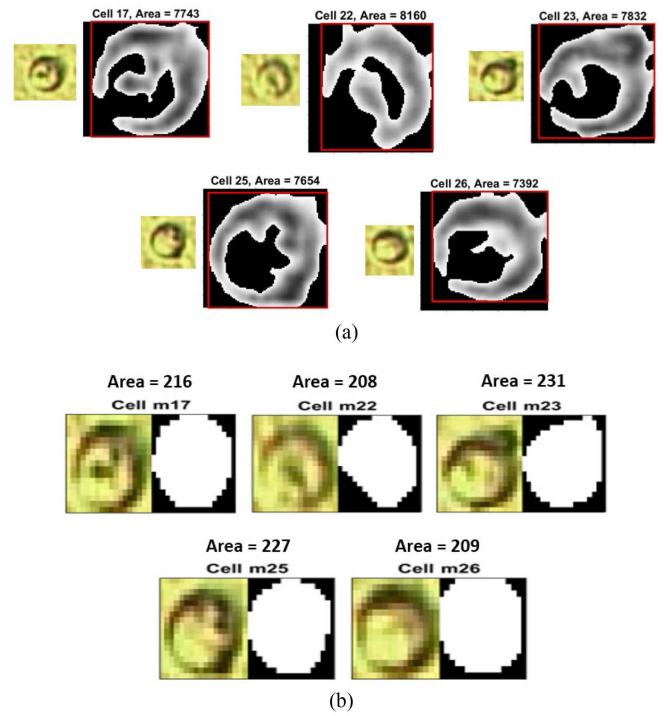 Cell 17, Area = 7743
Cell 22, Area = 8160
Cell 23, Area = 7832
Cell 25, Area = 7654
Cell 26, Area = 7392
(a)
Area = 216
Area = 208
Area = 231
Cell m17
Cell m22
Cell m23
Area = 227
Area = 209
Cell m25
Cell m26
(b)